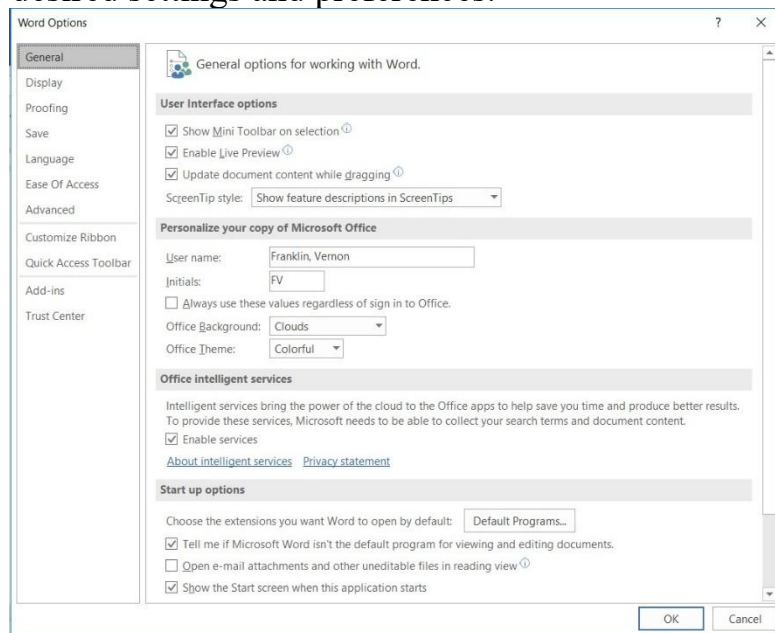 desired settings and preferences.
Word Options
?
General
Display
Proofing
Save
Language
Ease Of Access
Advanced
Customize Ribbon
Quick Access Toolbar
Add-ins
Trust Center
General options for working with Word.
User Interface options
Show Mini Toolbar on selection
Enable Live Preview
Update document content while dragging
ScreenTip style: Show feature descriptions in ScreenTips
Personalize your copy of Microsoft Office
User name: Franklin, Vernon
Initials: FV
Always use these values regardless of sign in to Office.
Office Background: Clouds
Office Theme: Colorful
Office intelligent services
Intelligent services bring the power of the cloud to the Office apps to help save you time and produce better results.
To provide these services, Microsoft needs to be able to collect your search terms and document content.
Enable services
About intelligent services Privacy statement
Start up options
Choose the extensions you want Word to open by default: Default Programs...
Tell me if Microsoft Word isn't the default program for viewing and editing documents.
Open e-mail attachments and other uneditable files in reading view
Show the Start screen when this application starts
OK Cancel